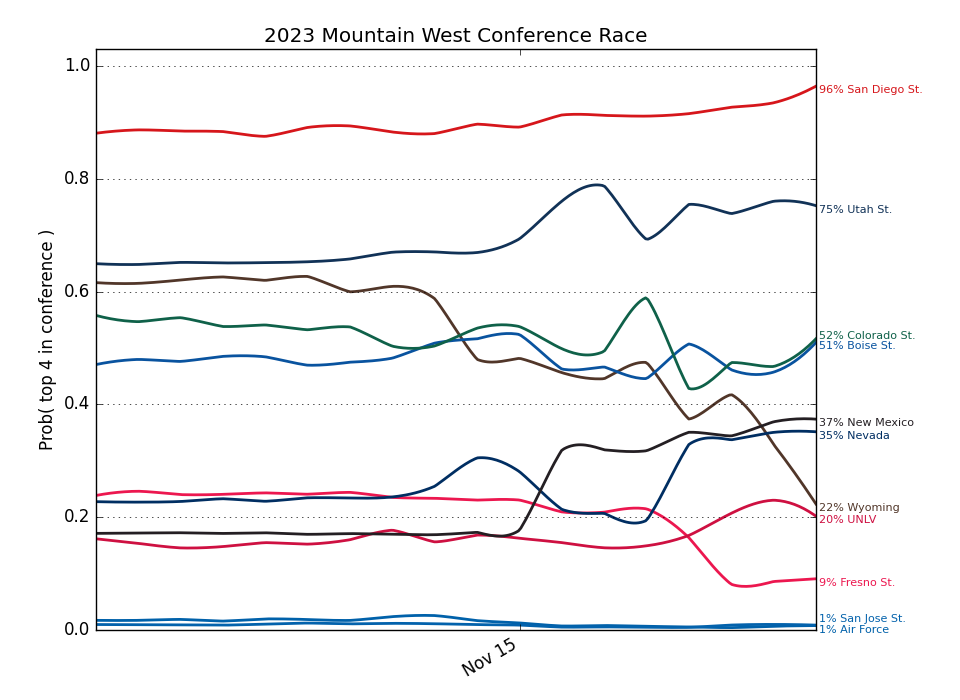 2023 Mountain West Conference Race
1.0
0.8
0.6
0.4
0.2
0.0
Prob( top 4 in conference )
Nov 15
96% San Diego St.
75% Utah St.
52% Colorado St.
51% Boise St.
37% New Mexico
35% Nevada
22% Wyoming
20% UNLV
9% Fresno St.
1% San Jose St.
1% Air Force